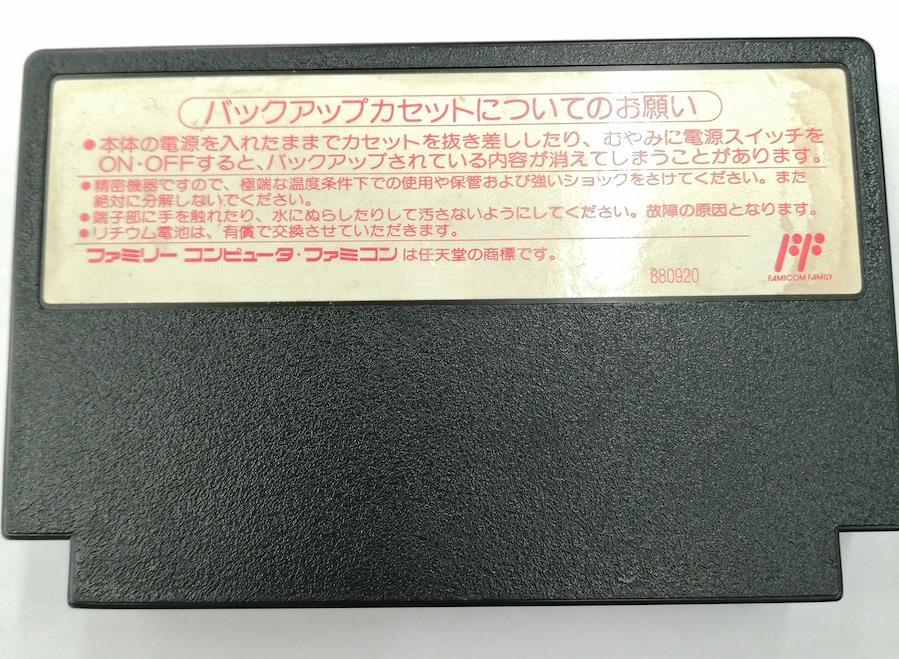 バックアップカセットについてのお願い
●本体の電源を入れたままでカセットを抜き差ししたり、むやみに電源スイッチを
ON・OFFすると、バックアップされている内容が消えてしまうことがあります。
●精密機器ですので、極端な温度条件下での使用や保管および強いショックをさけてください。また
絶対に分解しないでください。
●端子部に手を触れたり、水にぬらしたりして汚さないようにしてください。故障の原因となります。
●リチウム電池は、有償で交換させていただきます。
ファミリー コンピュータ・ファミコンは任天堂の商標です。
880920
FAMICOM FAMILY